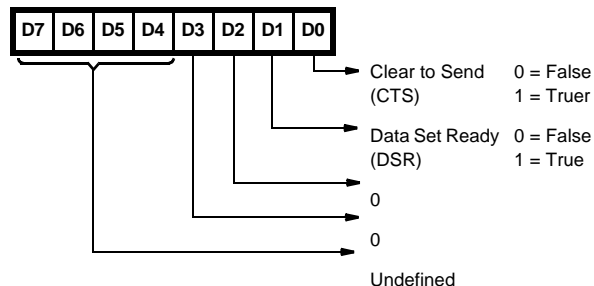 D7 D6 D5 D4 D3 D2 D1 D0
Clear to Send 0 = False
(CTS) 1 = Truer
Data Set Ready 0 = False
(DSR) 1 = True
0
0
Undefined